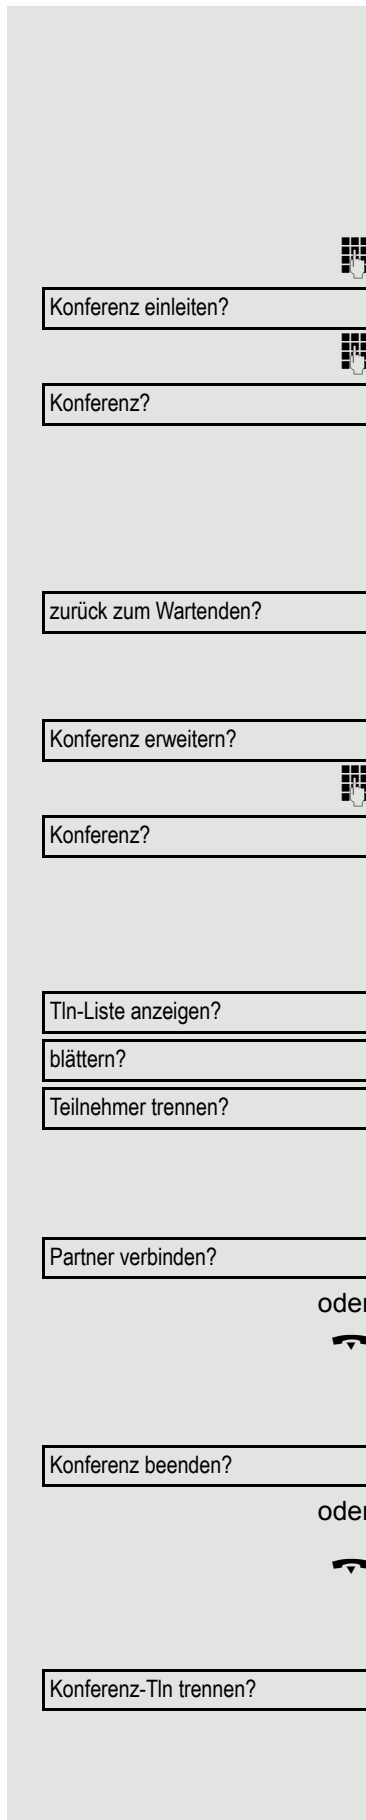 Konferenz einleiten?
Konferenz?
zurück zum Wartenden?
Konferenz erweitern?
Konferenz?
Tln-Liste anzeigen?
blättern?
Teilnehmer trennen?
Partner verbinden?
oder
Konferenz beenden?
oder
Konferenz-Tln trennen?